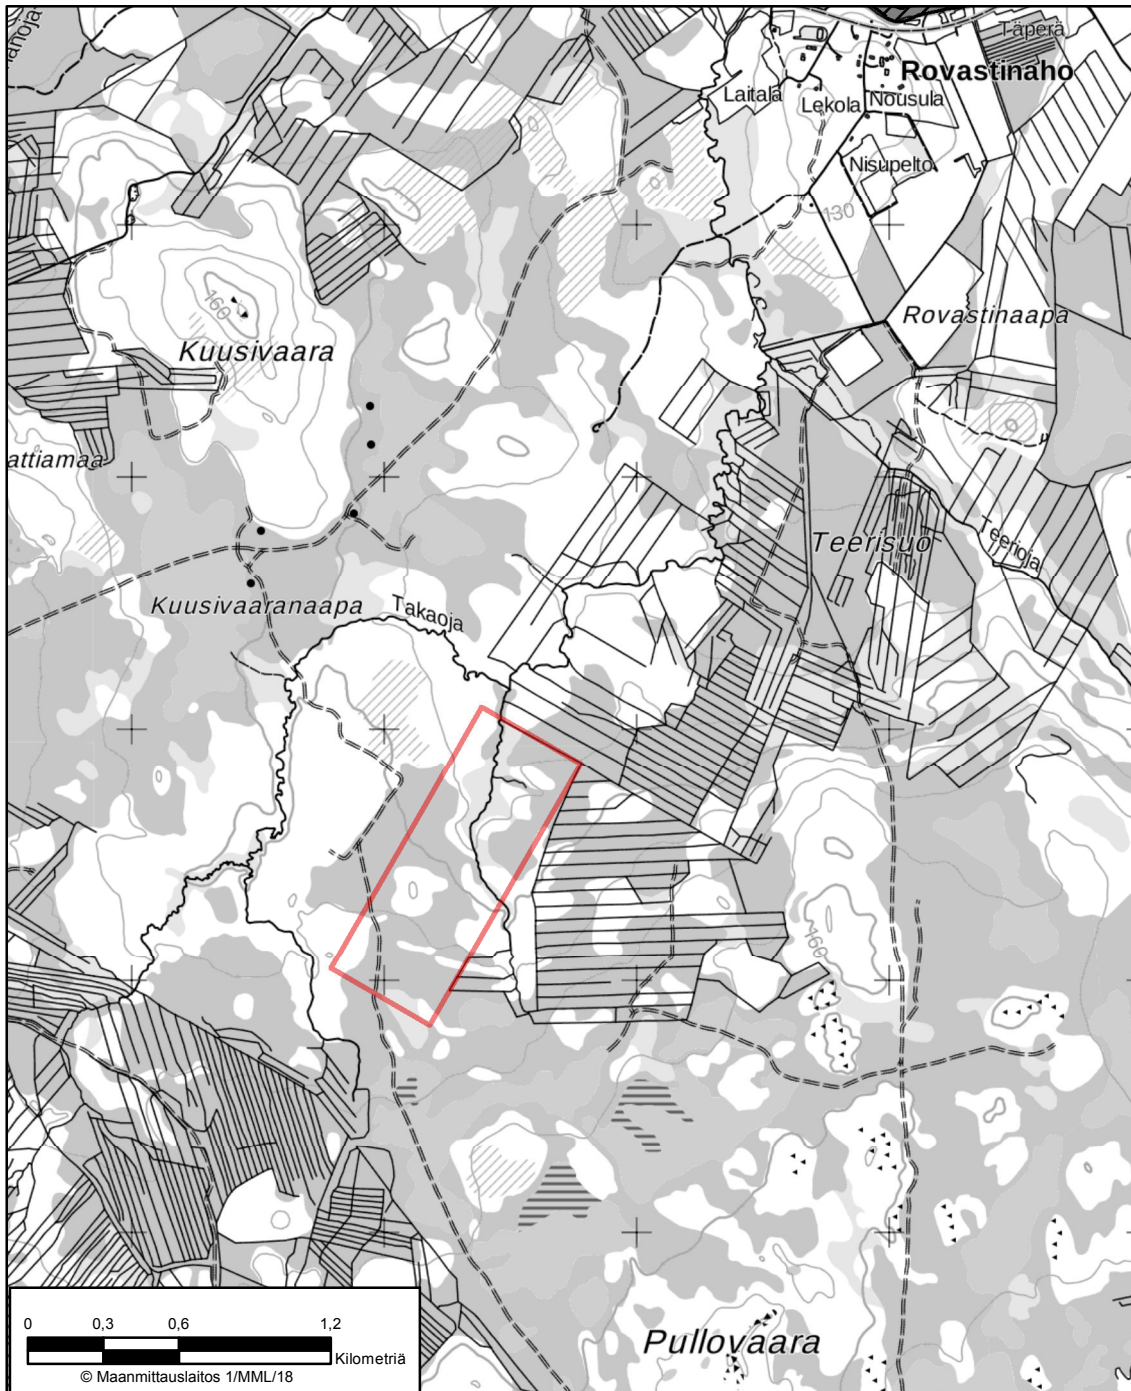 Täperä
Rovastinaho
Laitala
Lekola
Nousula
Nisupelto
130
160
Rovastinaapa
Kuusivaara
attiamaa
Teerisuo
Teerioja
Kuusivaaranaapa
Takaoja
160
Pullovaara
0 0,3 0,6 1,2
Kilometriä
© Maanmittauslaitos 1/MML/18